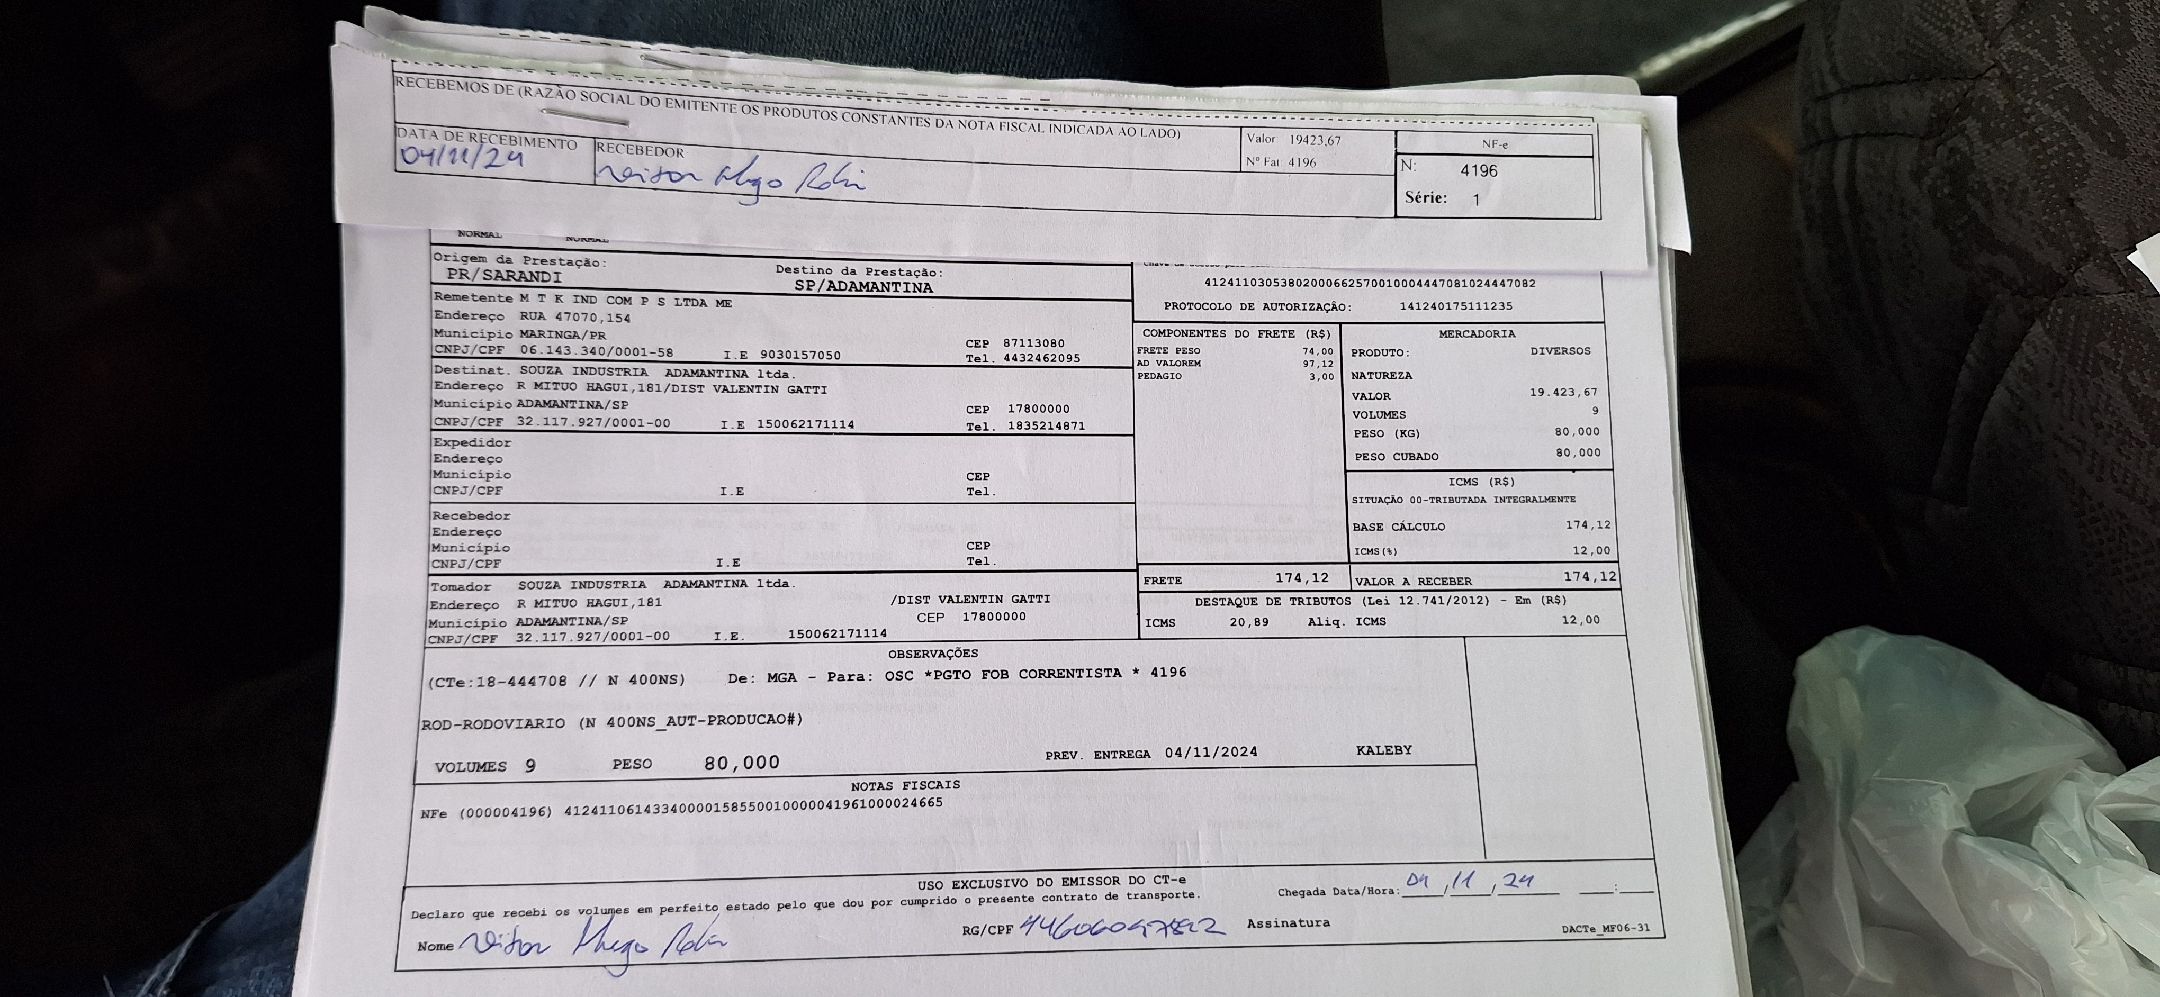 RECEBEMOS DE (RAZÃO SOCIAL DO EMITENTE OS PRODUTOS CONSTANTES DA NOTA FISCAL INDICADA AO LADO)
DATA DE RECEBIMENTO
04/11/24
RECEBEDOR
Valor 19423,67
Nº Fat 4196
NF-e
N: 4196
Série: 1
NORMAL NORMAL
Origem da Prestação:
PR/SARANDI
Destino da Prestação:
SP/ADAMANTINA
Remetente M T K IND COM P S LTDA ME
Endereço RUA 47070,154
Município MARINGA/PR CEP 87113080
CNPJ/CPF 06.143.340/0001-58 I.E 9030157050 Tel. 4432462095
Destinat. SOUZA INDUSTRIA ADAMANTINA ltda.
Endereço R MITUO HAGUI,181/DIST VALENTIN GATTI
Município ADAMANTINA/SP CEP 17800000
CNPJ/CPF 32.117.927/0001-00 I.E 150062171114 Tel. 1835214871
Expedidor
Endereço
Município CEP
CNPJ/CPF I.E Tel.
Recebedor
Endereço
Município CEP
CNPJ/CPF I.E Tel.
Tomador SOUZA INDUSTRIA ADAMANTINA ltda.
Endereço R MITUO HAGUI,181 /DIST VALENTIN GATTI
Município ADAMANTINA/SP CEP 17800000
CNPJ/CPF 32.117.927/0001-00 I.E. 150062171114
41241103053802000662570010004447081024447082
PROTOCOLO DE AUTORIZAÇÃO: 141240175111235
COMPONENTES DO FRETE (R$)
FRETE PESO 74,00
AD VALOREM 97,12
PEDAGIO 3,00
MERCADORIA
PRODUTO: DIVERSOS
NATUREZA
VALOR 19.423,67
VOLUMES 9
PESO (KG) 80,000
PESO CUBADO 80,000
ICMS (R$)
SITUAÇÃO 00-TRIBUTADA INTEGRALMENTE
BASE CÁLCULO 174,12
ICMS(%) 12,00
FRETE 174,12 VALOR A RECEBER 174,12
DESTAQUE DE TRIBUTOS (Lei 12.741/2012) - Em (R$)
ICMS 20,89 Aliq. ICMS 12,00
OBSERVAÇÕES
(CTe:18-444708 // N 400NS) De: MGA - Para: OSC *PGTO FOB CORRENTISTA * 4196
ROD-RODOVIARIO (N 400NS_AUT-PRODUCAO#)
VOLUMES 9 PESO 80,000 PREV. ENTREGA 04/11/2024 KALEBY
NOTAS FISCAIS
NFe (000004196) 41241106143340000158550010000041961000024665
USO EXCLUSIVO DO EMISSOR DO CT-e
Declaro que recebi os volumes em perfeito estado pelo que dou por cumprido o presente contrato de transporte.
Chegada Data/Hora: 04,11,24 :
Nome
RG/CPF
Assinatura
DACTe_MF06-31